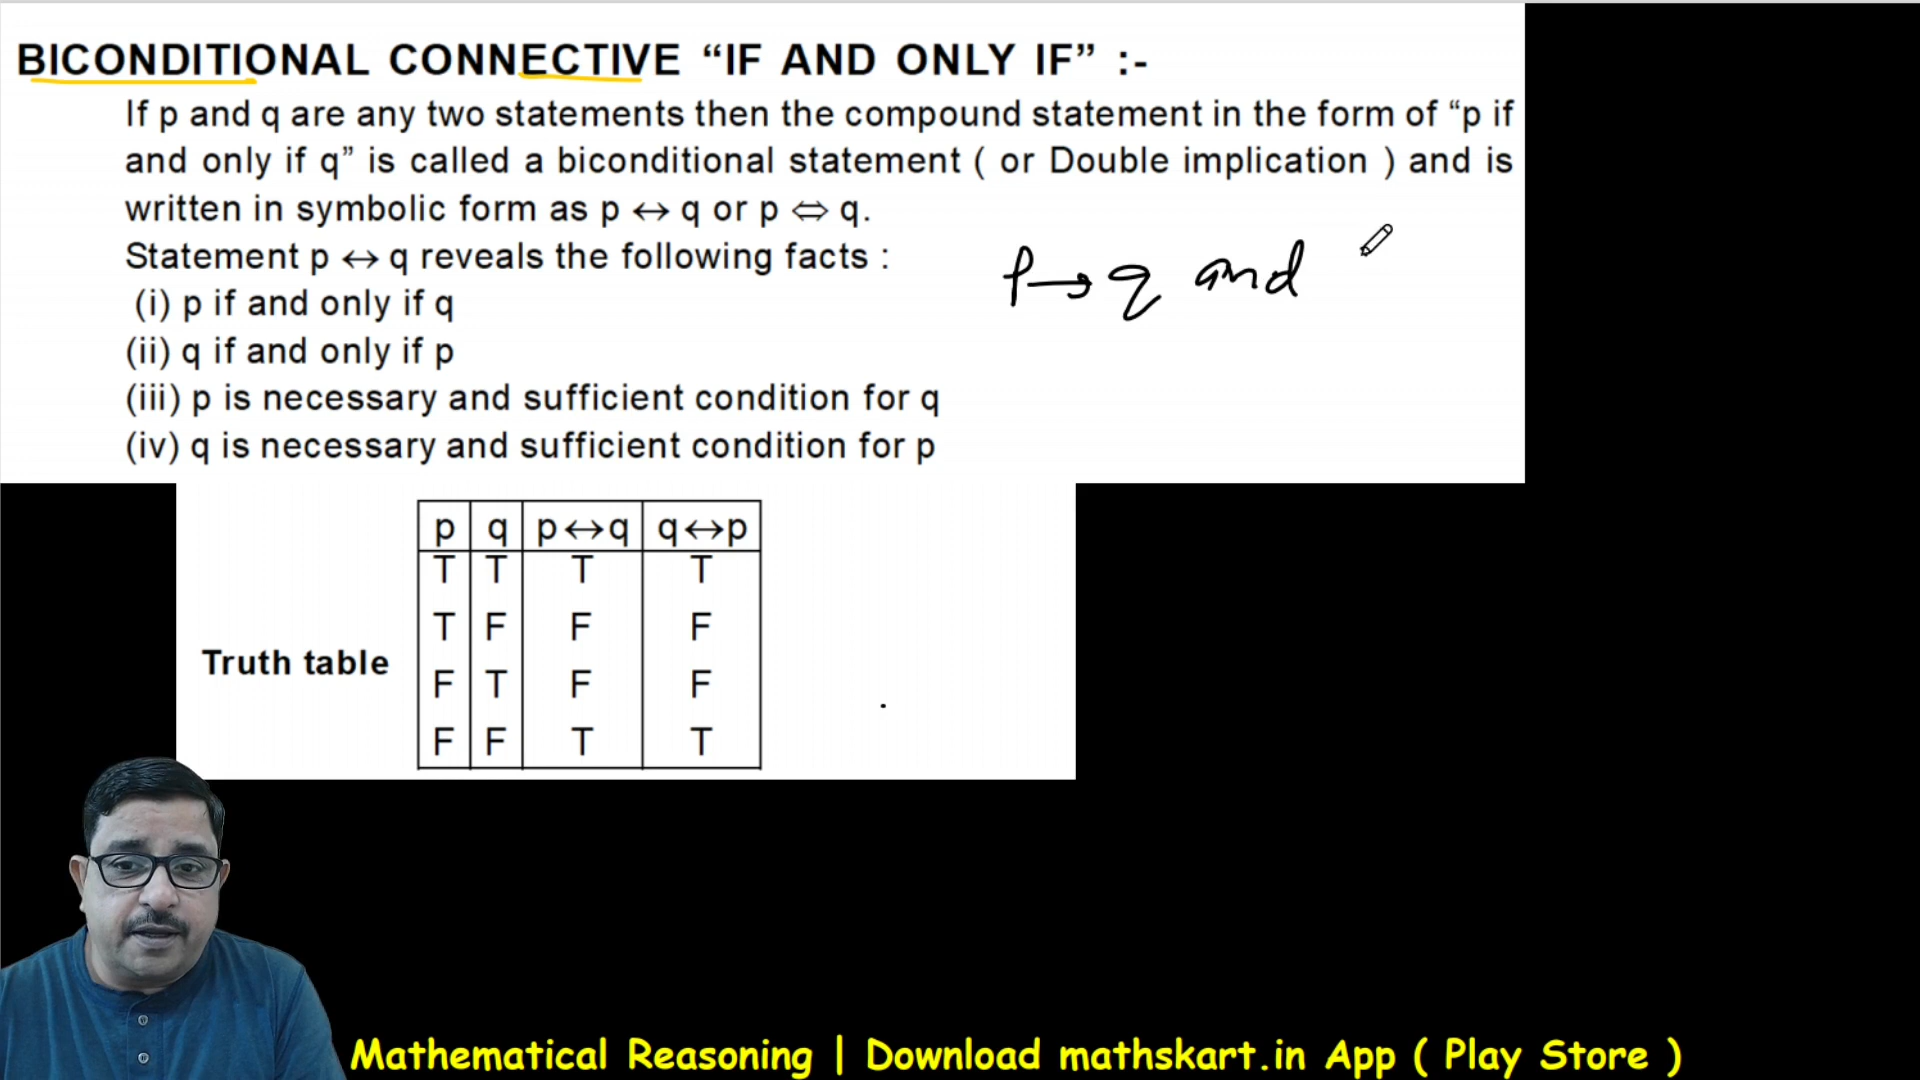 BICONDITIONAL CONNECTIVE “IF AND ONLY IF” :-
If p and q are any two statements then the compound statement in the form of “p if
and only if q” is called a biconditional statement ( or Double implication ) and is
written in symbolic form as p ↔ q or p ⇔ q.
Statement p ↔ q reveals the following facts :
p → q and
(i) p if and only if q
(ii) q if and only if p
(iii) p is necessary and sufficient condition for q
(iv) q is necessary and sufficient condition for p
p q p↔q q↔p
T T T T
T F F F
Truth table
F T F F
F F T T
Mathematical Reasoning | Download mathskart.in App ( Play Store )